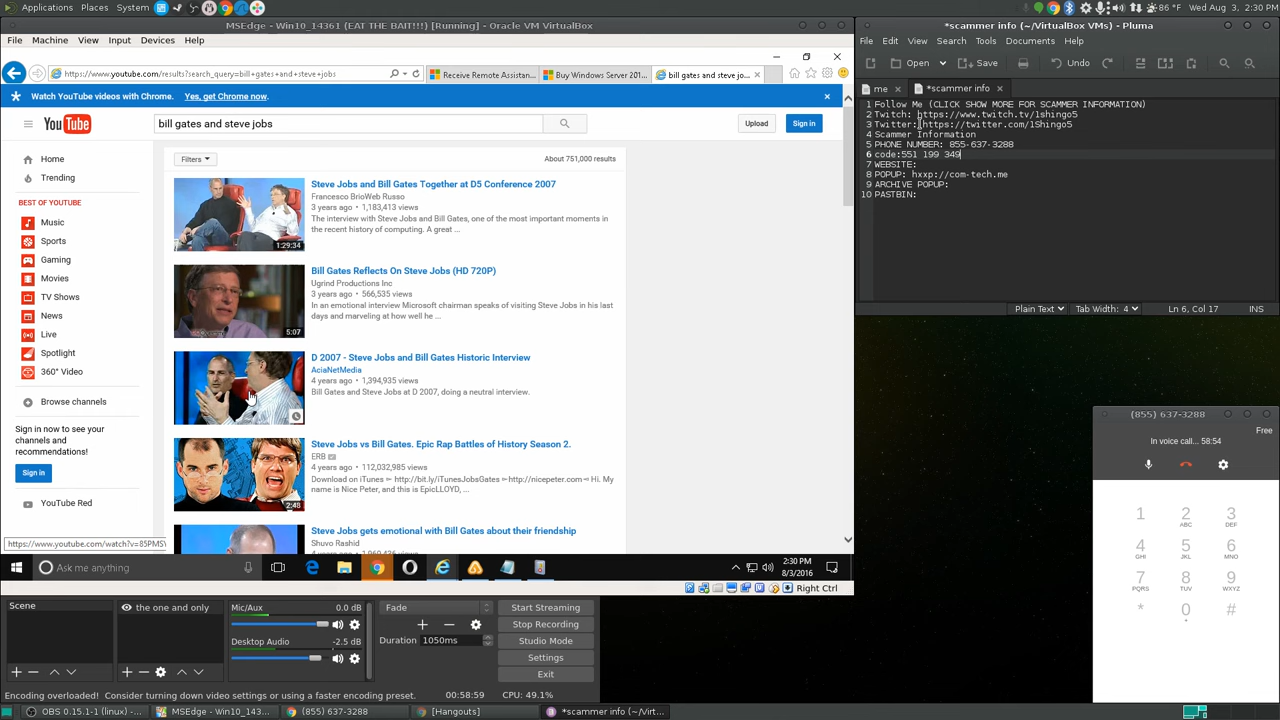 Applications Places System 86 °F Wed Aug 3, 2:30 PM
MSEdge - Win10_14361 (EAT THE BAIT!!!) [Running] - Oracle VM VirtualBox
File Machine View Input Devices Help
https://www.youtube.com/results?search_query=bill+gates+and+steve+jobs
Receive Remote Assistan...
Buy Windows Server 201...
bill gates and steve jo...
Watch YouTube videos with Chrome. Yes, get Chrome now.
YouTube
bill gates and steve jobs
Upload
Sign in
Home
Trending
BEST OF YOUTUBE
Music
Sports
Gaming
Movies
TV Shows
News
Live
Spotlight
360° Video
Browse channels
Sign in now to see your
channels and
recommendations!
Sign in
YouTube Red
https://www.youtube.com/watch?v=85PMSY
Filters
About 751,000 results
Steve Jobs and Bill Gates Together at D5 Conference 2007
Francesco BrioWeb Russo
3 years ago • 1,183,413 views
The interview with Steve Jobs and Bill Gates, one of the most important moments in
the recent history of computing. A great ...
1:29:34
Bill Gates Reflects On Steve Jobs (HD 720P)
Ugrind Productions Inc
3 years ago • 566,535 views
In an emotional interview Microsoft chairman speaks of visiting Steve Jobs in his last
days and marveling at how well he ...
5:07
D 2007 - Steve Jobs and Bill Gates Historic Interview
AciaNetMedia
4 years ago • 1,394,935 views
Bill Gates and Steve Jobs at D 2007, doing a neutral interview.
Steve Jobs vs Bill Gates. Epic Rap Battles of History Season 2.
ERB
4 years ago • 112,032,985 views
Download on iTunes ► http://bit.ly/iTunesJobsGates ► http://nicepeter.com ◅ Hi. My
name is Nice Peter, and this is EpicLLOYD, ...
2:48
Steve Jobs gets emotional with Bill Gates about their friendship
Shuvo Rashid
4 years ago • 1,960,436 views
Ask me anything
2:30 PM
8/3/2016
Right Ctrl
Scene
the one and only
Mic/Aux 0.0 dB
Desktop Audio -2.5 dB
Fade
Duration 1050ms
Start Streaming
Stop Recording
Studio Mode
Settings
Exit
Encoding overloaded! Consider turning down video settings or using a faster encoding preset.
00:58:59
CPU: 49.1%
OBS 0.15.1-1 (linux) -...
MSEdge - Win10_143...
(855) 637-3288
[Hangouts]
*scammer info (~/Virt...
*scammer info (~/VirtualBox VMs) - Pluma
File Edit View Search Tools Documents Help
Open Save Undo
me
*scammer info
1 Follow Me (CLICK SHOW MORE FOR SCAMMER INFORMATION)
2 Twitch: https://www.twitch.tv/1shingo5
3 Twitter: https://twitter.com/1Shingo5
4 Scammer Information
5 PHONE NUMBER: 855-637-3288
6 code:551 199 349
7 WEBSITE:
8 POPUP: hxxp://com-tech.me
9 ARCHIVE POPUP:
10 PASTBIN:
Plain Text Tab Width: 4 Ln 6, Col 17 INS
(855) 637-3288
Free
In voice call... 58:54
1 2 3
ABC DEF
4 5 6
GHI JKL MNO
7 8 9
PQRS TUV WXYZ
* 0 #